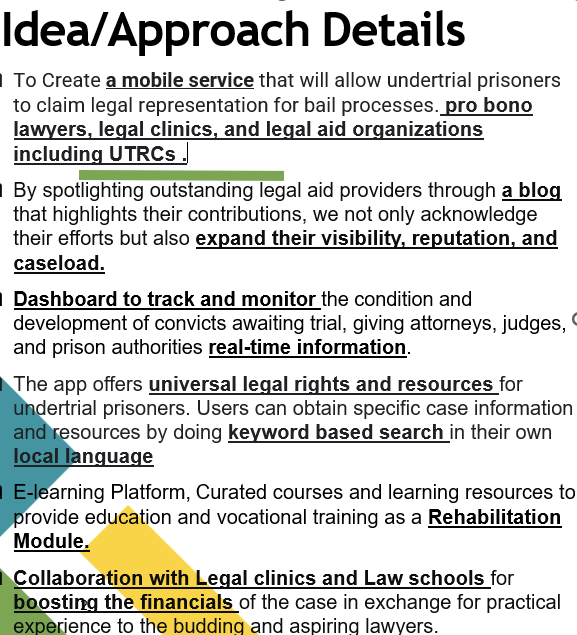 Idea/Approach Details
To Create a mobile service that will allow undertrial prisoners
to claim legal representation for bail processes. pro bono
lawyers, legal clinics, and legal aid organizations
including UTRCs .
By spotlighting outstanding legal aid providers through a blog
that highlights their contributions, we not only acknowledge
their efforts but also expand their visibility, reputation, and
caseload.
Dashboard to track and monitor the condition and
development of convicts awaiting trial, giving attorneys, judges,
and prison authorities real-time information.
The app offers universal legal rights and resources for
undertrial prisoners. Users can obtain specific case information
and resources by doing keyword based search in their own
local language
E-learning Platform, Curated courses and learning resources to
provide education and vocational training as a Rehabilitation
Module.
Collaboration with Legal clinics and Law schools for
boosting the financials of the case in exchange for practical
experience to the budding and aspiring lawyers.